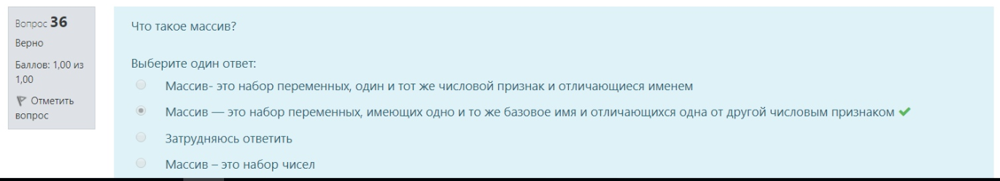 Вопрос 36
Верно
Баллов: 1,00 из
1,00
Отметить
вопрос
Что такое массив?
Выберите один ответ:
Массив- это набор переменных, один и тот же числовой признак и отличающиеся именем
Массив — это набор переменных, имеющих одно и то же базовое имя и отличающихся одна от другой числовым признаком
Затрудняюсь ответить
Массив – это набор чисел